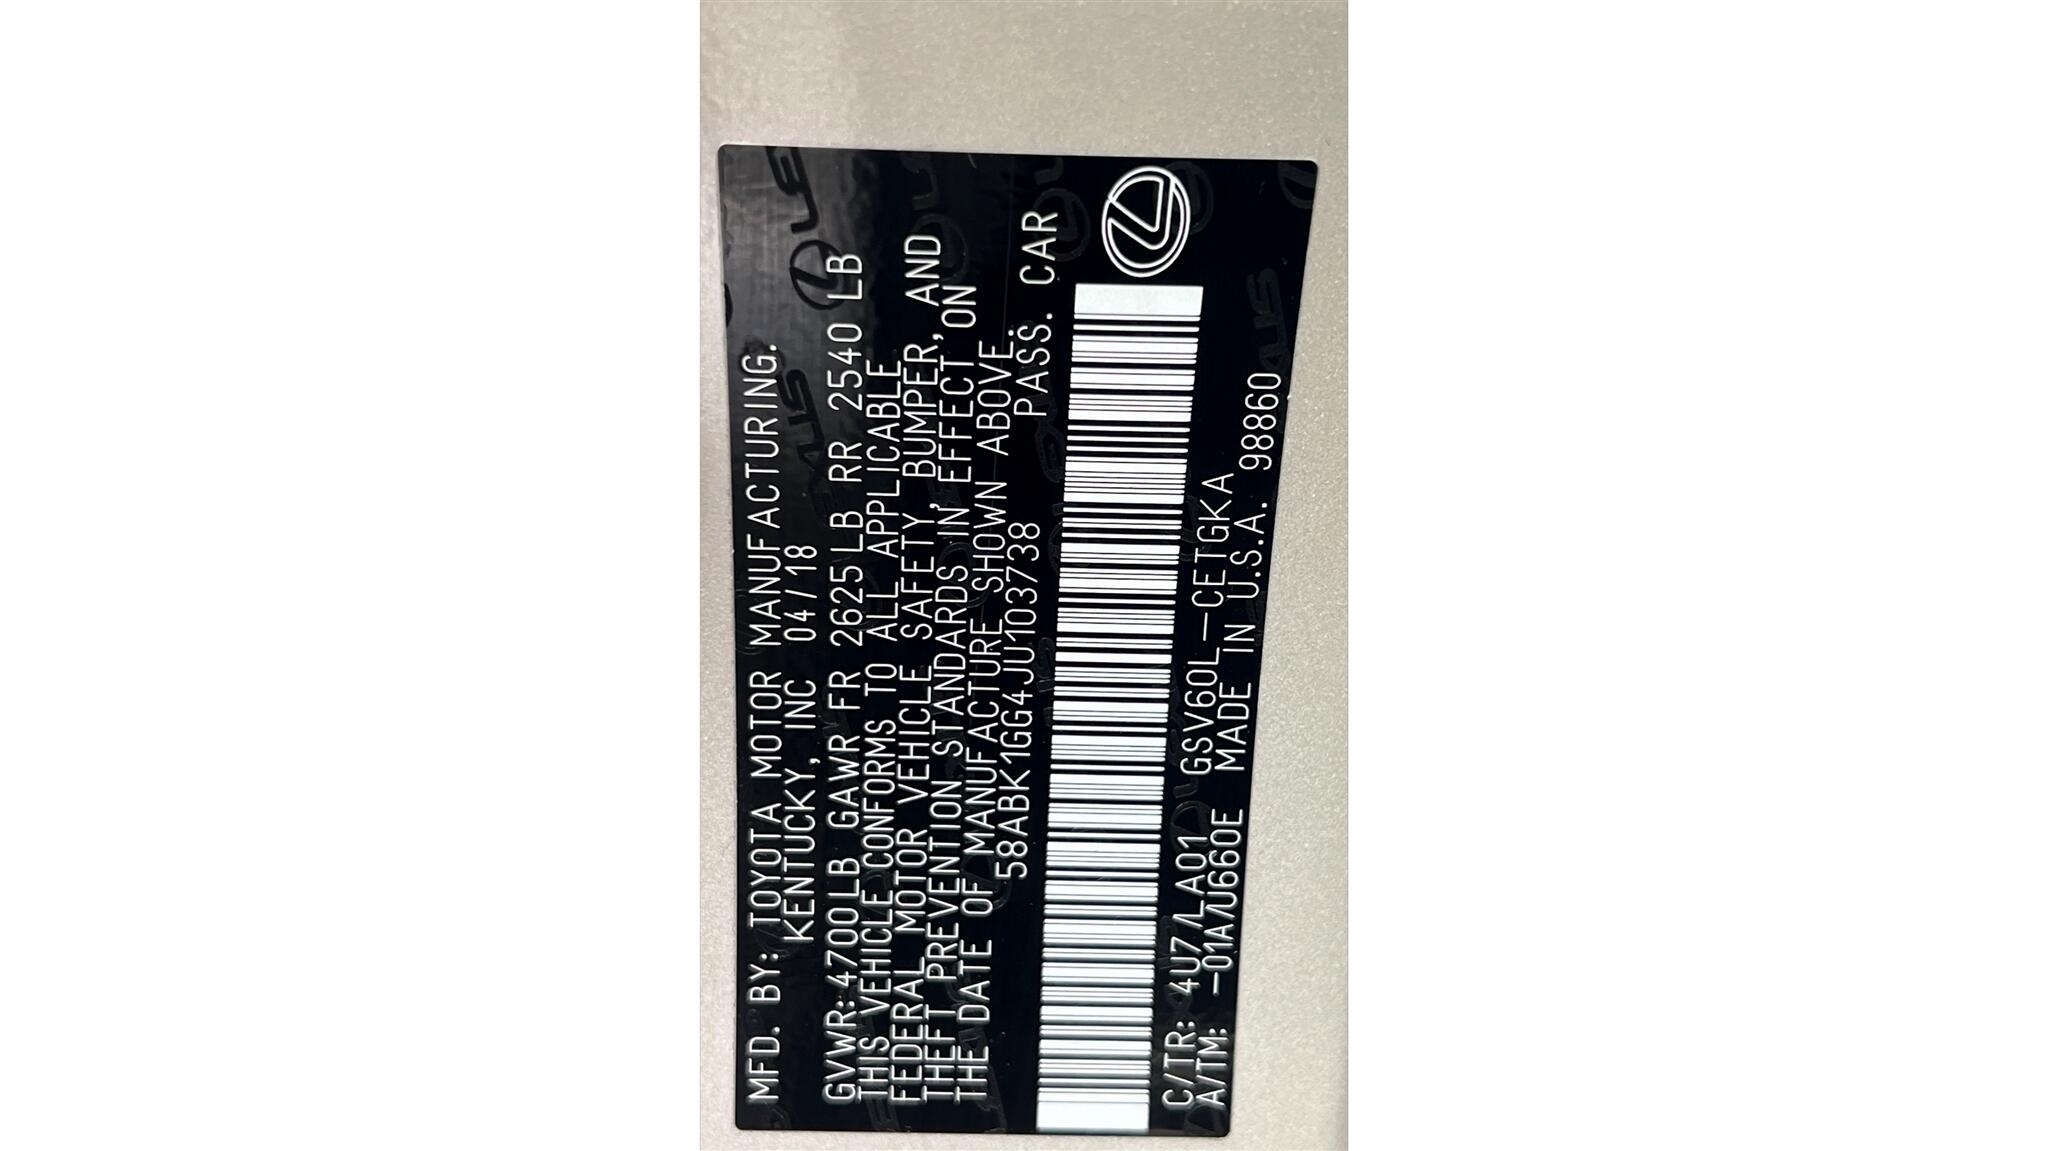 MFD. BY: TOYOTA MOTOR MANUFACTURING.
KENTUCKY, INC 04/18
GVWR:4700LB GAWR FR 2625LB RR 2540 LB
THIS VEHICLE CONFORMS TO ALL APPLICABLE
FEDERAL MOTOR VEHICLE SAFETY, BUMPER, AND
THEFT PREVENTION STANDARDS IN EFFECT ON
THE DATE OF MANUFACTURE SHOWN ABOVE.
58ABK1GG4JU103738 PASS. CAR
C/TR: 4U7/LA01 GSV60L-CETGKA
A/TM: -01A/U660E MADE IN U.S.A. 98860